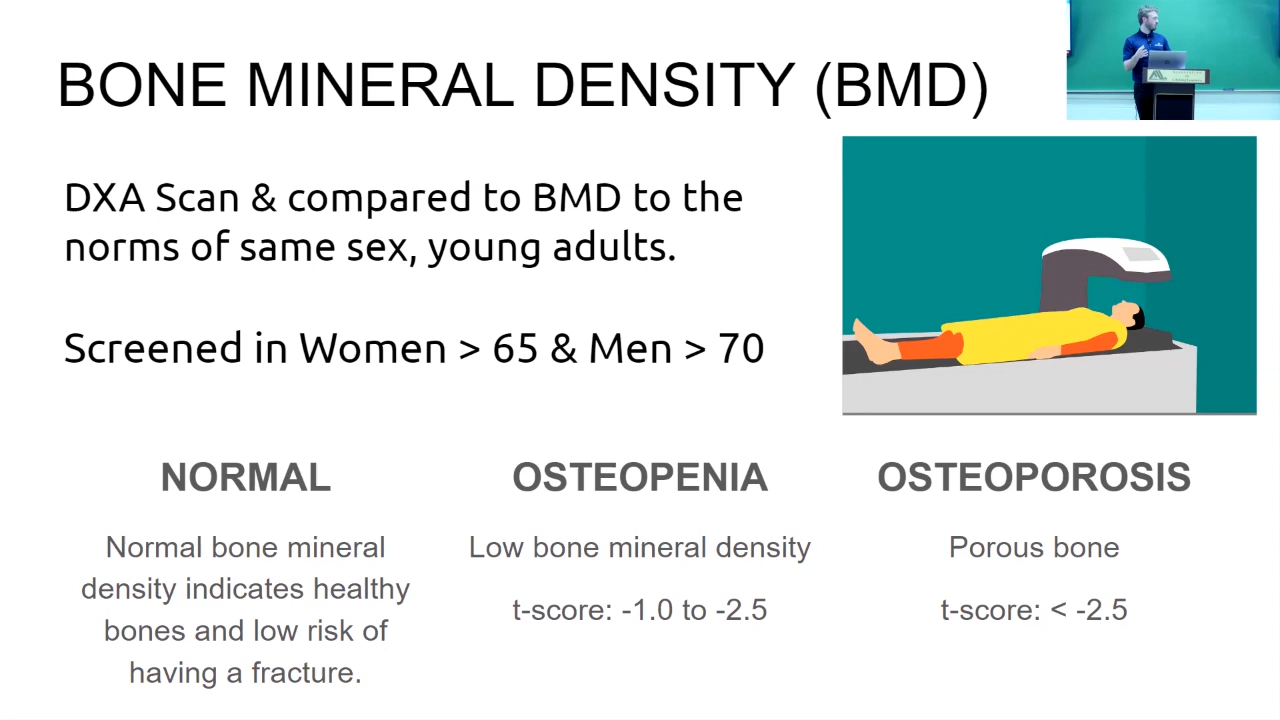 BONE MINERAL DENSITY (BMD)
DXA Scan & compared to BMD to the
norms of same sex, young adults.
Screened in Women > 65 & Men > 70
NORMAL
Normal bone mineral
density indicates healthy
bones and low risk of
having a fracture.
OSTEOPENIA
Low bone mineral density
t-score: -1.0 to -2.5
OSTEOPOROSIS
Porous bone
t-score: < -2.5